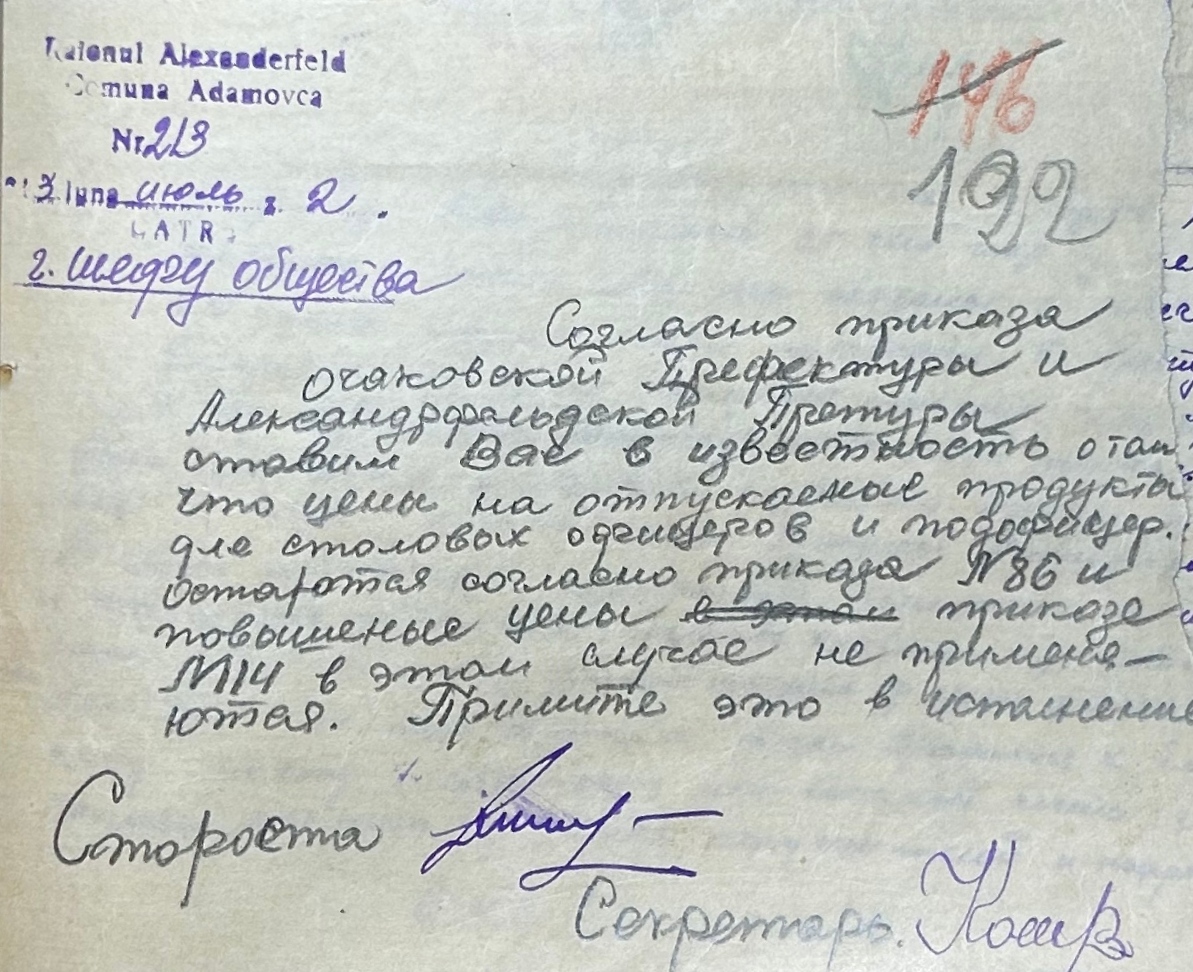 Raionul Alexanderfeld
Comuna Adamovca
Nr. 213
3 luna июль 2.
146
192
г. шефу общества
Согласно приказа
очаковской Префектуры и
Александрфельдской Претуры
ставим Вас в известность о том
что цены на отпускаемые продукты
для столовых офицеров и подофицер.
остаются согласно приказа №86 и
повышеные цены в этом приказе
№14 в этом случае не применя-
ются. Примите это в исполнение
Староста
Секретарь.